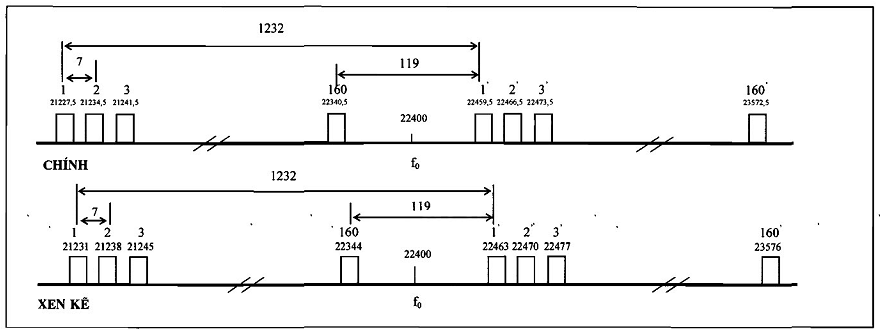 1232
7
119
1 2 3 160 1' 2' 3' 160'
21227,5 21234,5 21241,5 22340,5 22459,5 22466,5 22473,5 23572,5
22400
CHÍNH
f₀
1232
7
119
1 2 3 160 1' 2' 3' 160'
21231 21238 21245 22344 22463 22470 22477 23576
22400
XEN KẼ
f₀